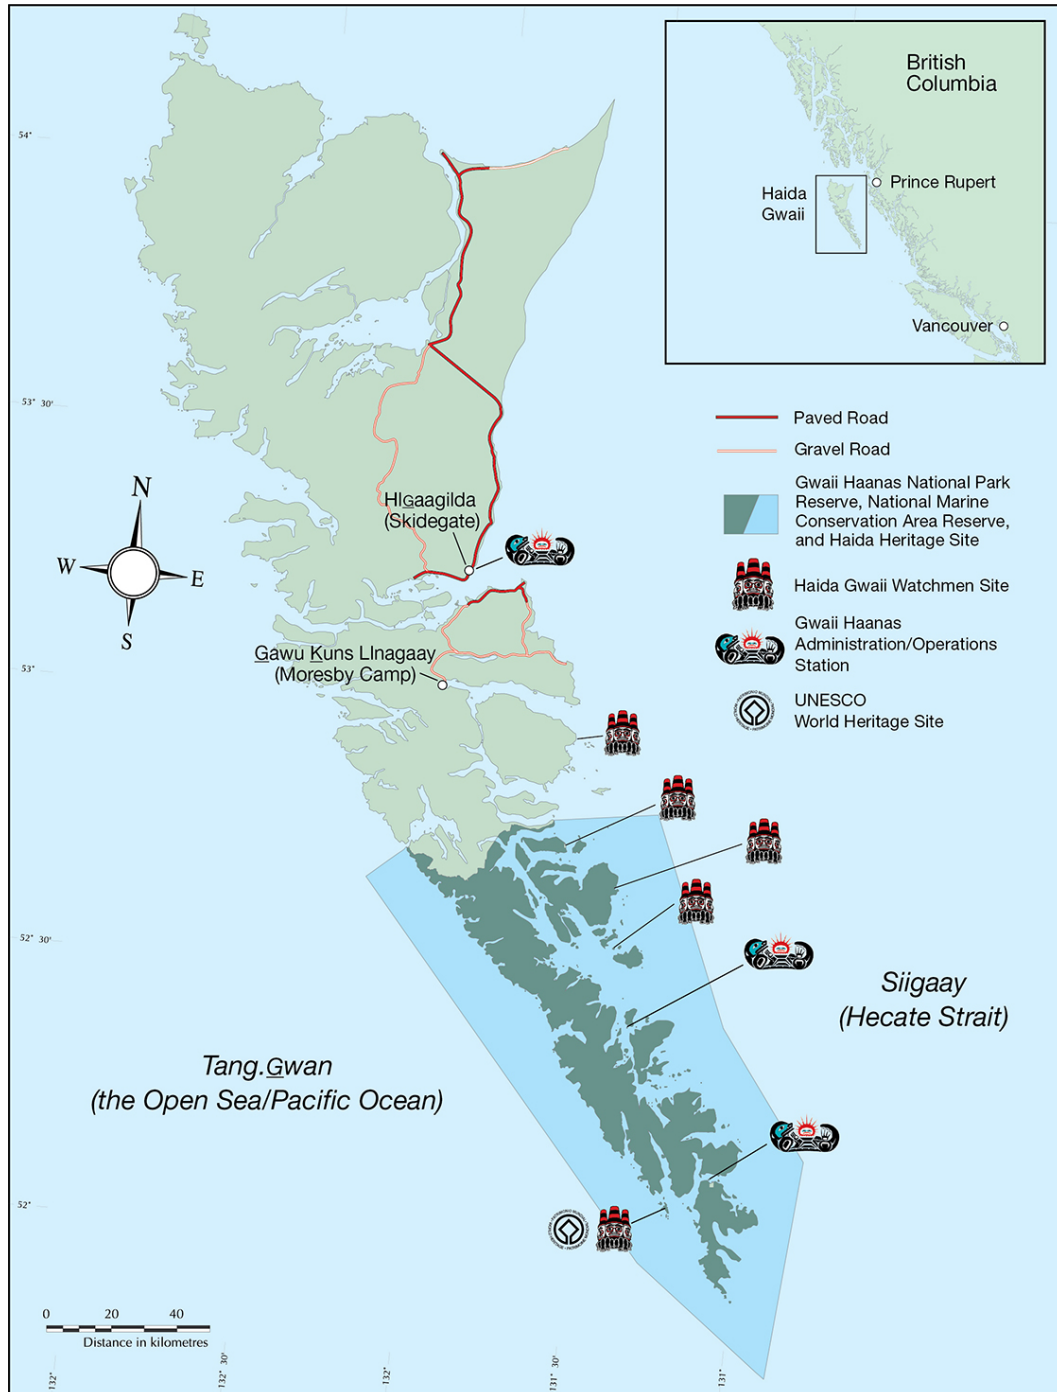 British
Columbia
Prince Rupert
Haida
Gwaii
Vancouver
54°
53° 30'
53°
52° 30'
52°
Paved Road
Gravel Road
Gwaii Haanas National Park
Reserve, National Marine
Conservation Area Reserve,
and Haida Heritage Site
Haida Gwaii Watchmen Site
Gwaii Haanas
Administration/Operations
Station
UNESCO
World Heritage Site
N
W
E
S
HlGaagilda
(Skidegate)
Gawu Kuns Llnagaay
(Moresby Camp)
Siigaay
(Hecate Strait)
Tang.Gwan
(the Open Sea/Pacific Ocean)
0 20 40
Distance in kilometres
132°
132° 30'
132°
131° 30'
131°